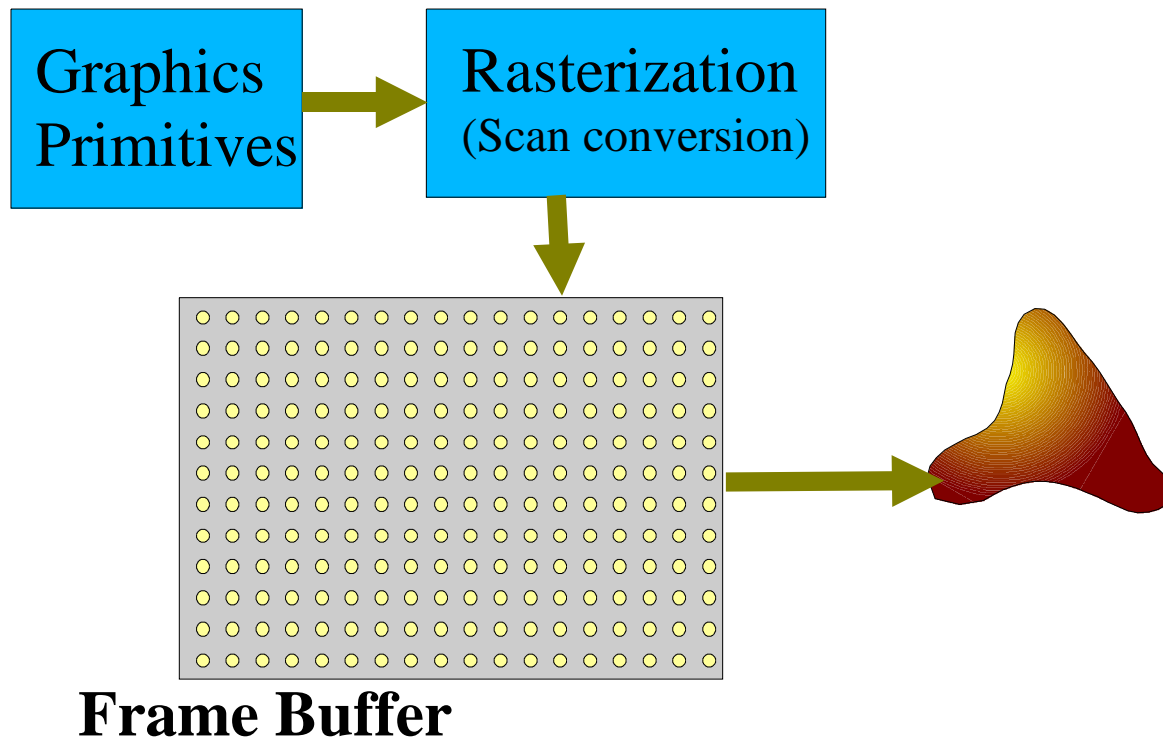 Graphics
Primitives
Rasterization
(Scan conversion)
Frame Buffer